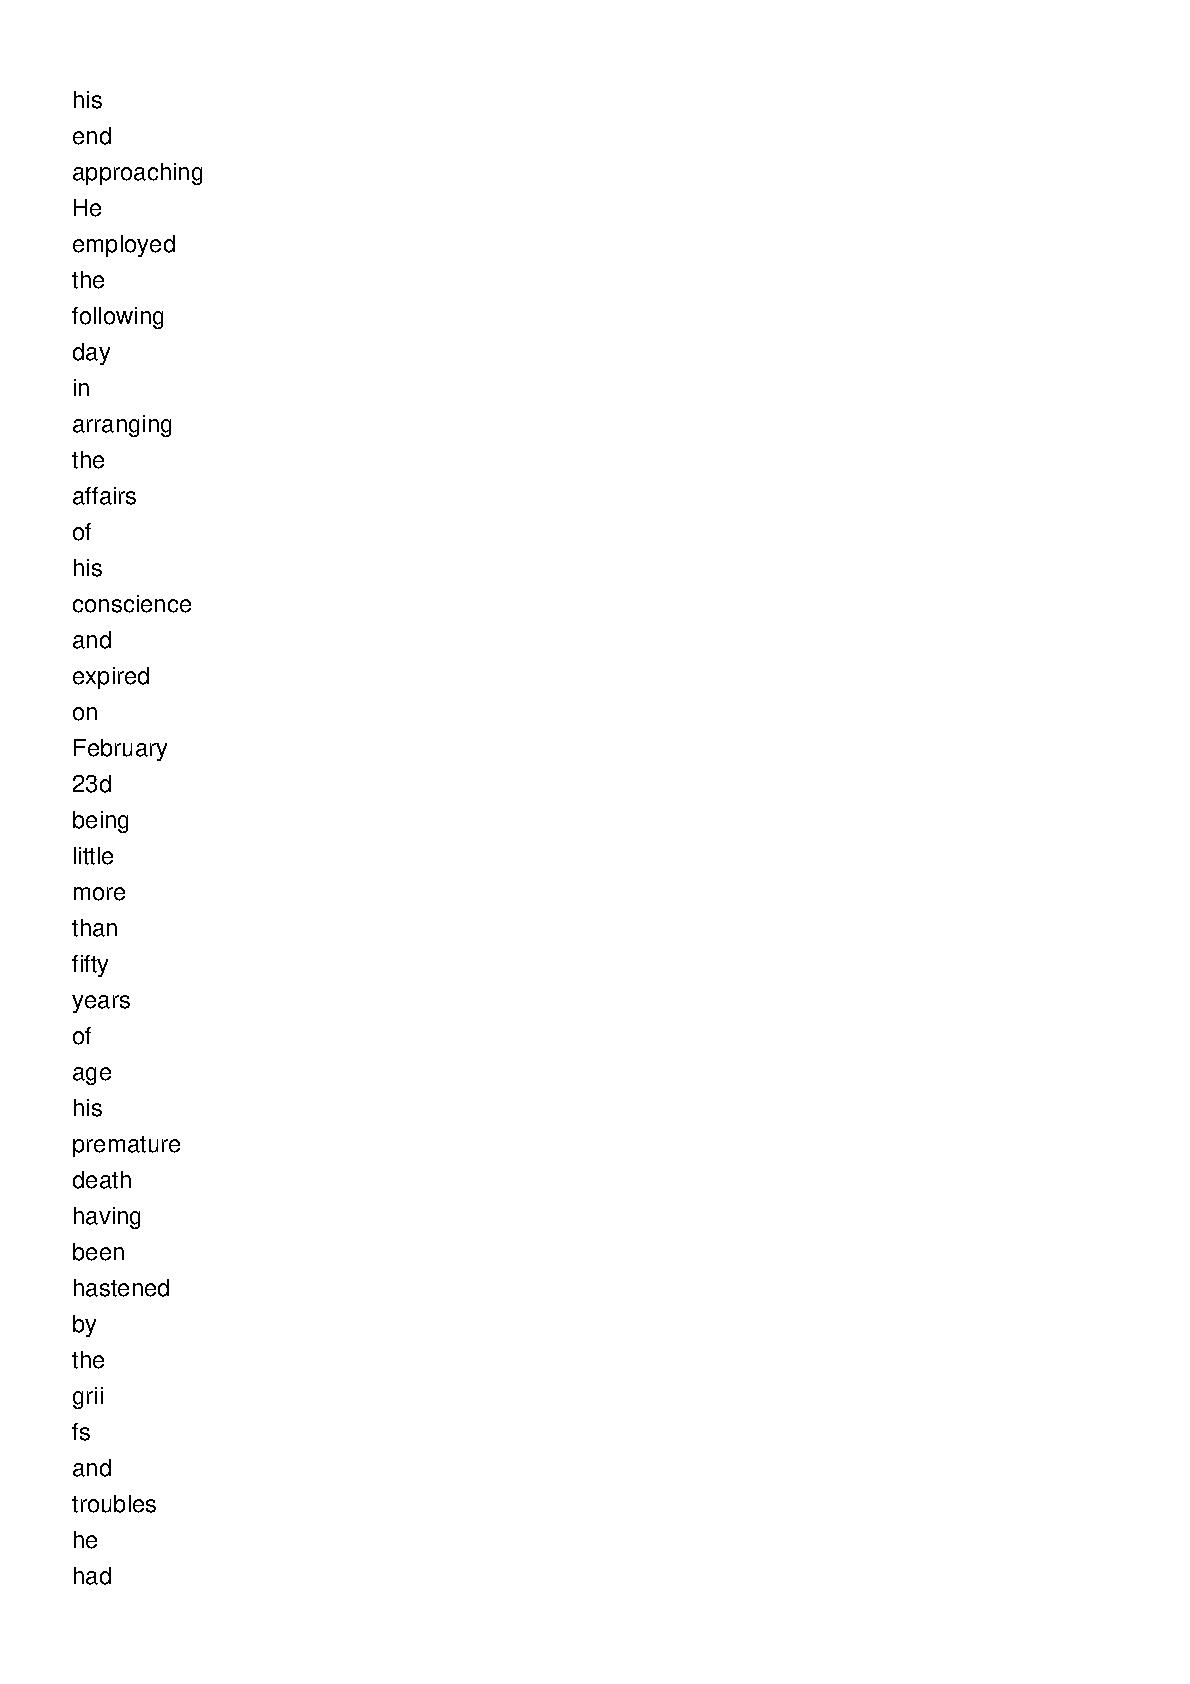 his
end
approaching
He
employed
the
following
day
in
arranging
the
affairs
of
his
conscience
and
expired
on
February
23d
being
little
more
than
fifty
years
of
age
his
premature
death
having
been
hastened
by
the
grii
fs
and
troubles
he
had